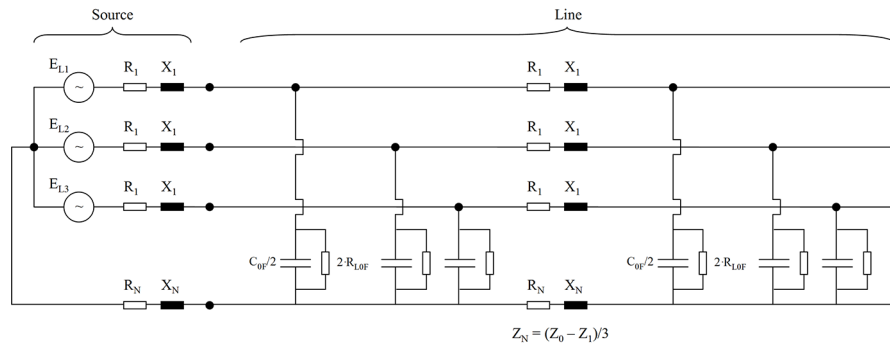 Source Line
E_L1 R_1 X_1 R_1 X_1
E_L2 R_1 X_1 R_1 X_1
E_L3 R_1 X_1 R_1 X_1
C_0F/2 2·R_L0F C_0F/2 2·R_L0F
R_N X_N R_N X_N
Z_N = (Z_0 – Z_1)/3